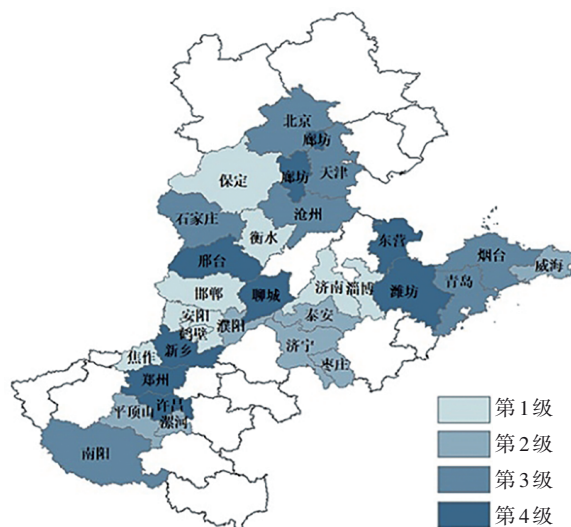 北京
廊坊
廊坊
天津
保定
石家庄
沧州
衡水
东营
烟台
威海
邢台
聊城
济南
淄博
潍坊
青岛
邯郸
安阳
鹤壁
濮阳
泰安
济宁
枣庄
焦作
新乡
郑州
许昌
平顶山
漯河
南阳
第1级
第2级
第3级
第4级